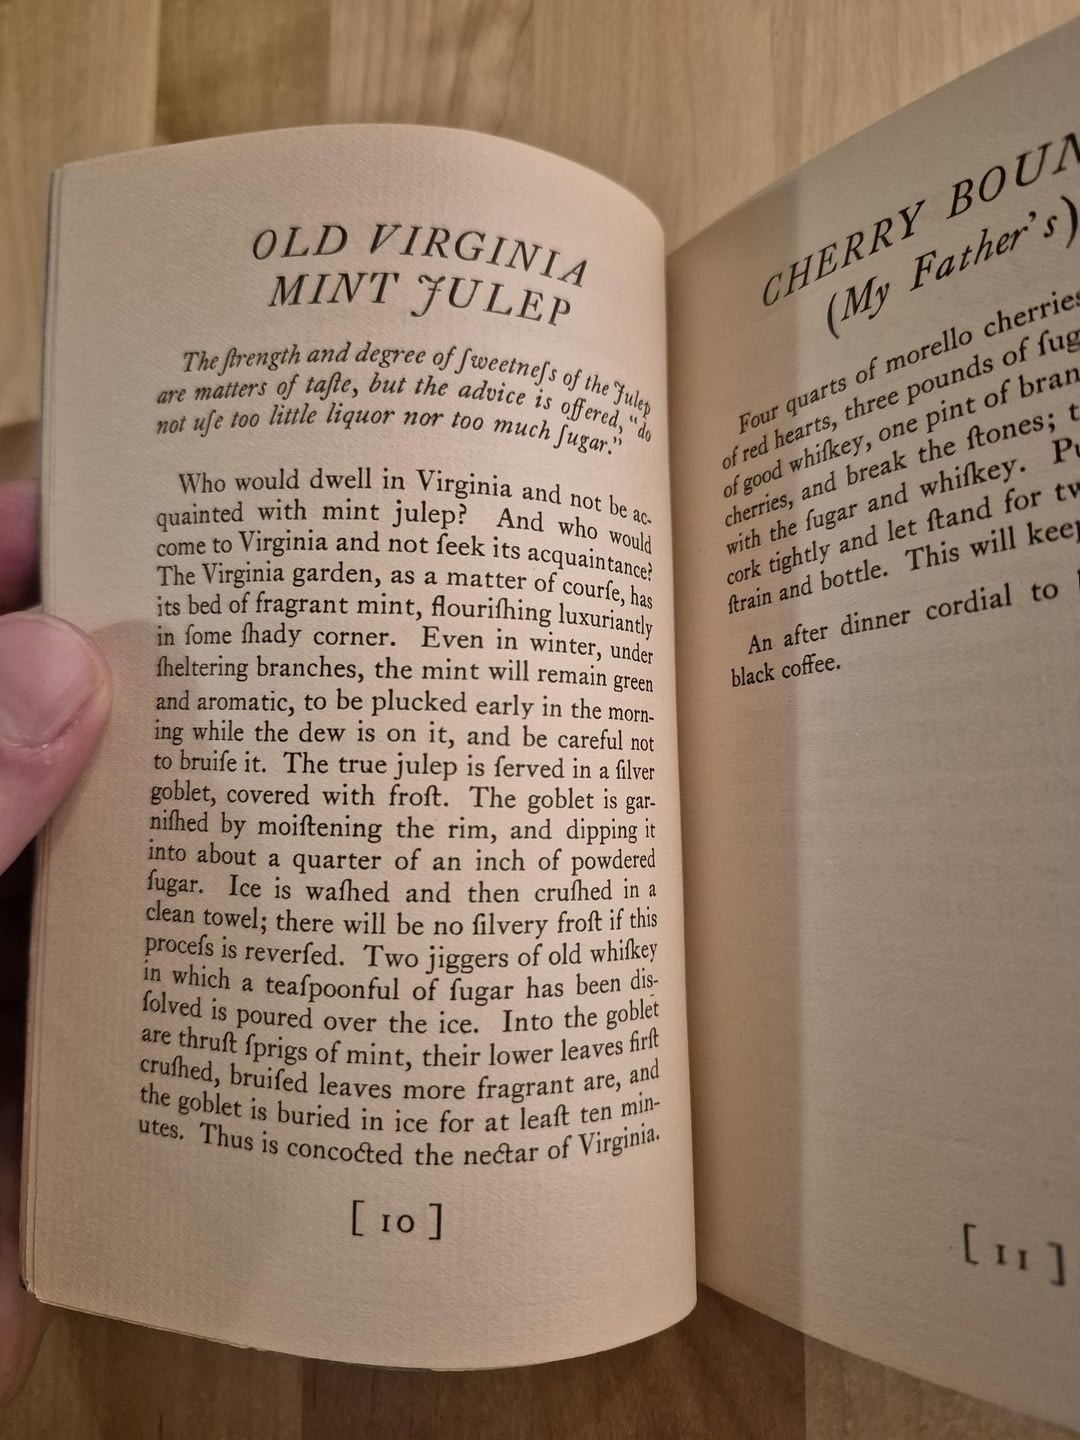 OLD VIRGINIA
MINT JULEP
The ſtrength and degree of ſweetneſs of the Julep
are matters of taſte, but the advice is offered, “do
not uſe too little liquor nor too much ſugar.”
Who would dwell in Virginia and not be ac-
quainted with mint julep? And who would
come to Virginia and not ſeek its acquaintance?
The Virginia garden, as a matter of courſe, has
its bed of fragrant mint, flouriſhing luxuriantly
in ſome ſhady corner. Even in winter, under
ſheltering branches, the mint will remain green
and aromatic, to be plucked early in the morn-
ing while the dew is on it, and be careful not
to bruiſe it. The true julep is ſerved in a ſilver
goblet, covered with froſt. The goblet is gar-
niſhed by moiſtening the rim, and dipping it
into about a quarter of an inch of powdered
ſugar. Ice is waſhed and then cruſhed in a
clean towel; there will be no ſilvery froſt if this
proceſs is reverſed. Two jiggers of old whiſkey
in which a teaſpoonful of ſugar has been dis-
ſolved is poured over the ice. Into the goblet
are thruſt ſprigs of mint, their lower leaves firſt
cruſhed, bruiſed leaves more fragrant are, and
the goblet is buried in ice for at leaſt ten min-
utes. Thus is concocted the nectar of Virginia.
[ 10 ]
CHERRY BOUN
(My Father’s)
Four quarts of morello cherries
of red hearts, three pounds of ſug
of good whiſkey, one pint of bran
cherries, and break the ſtones;
with the ſugar and whiſkey.
cork tightly and let ſtand for tw
ſtrain and bottle. This will keep
An after dinner cordial to
black coffee.
[ 11 ]